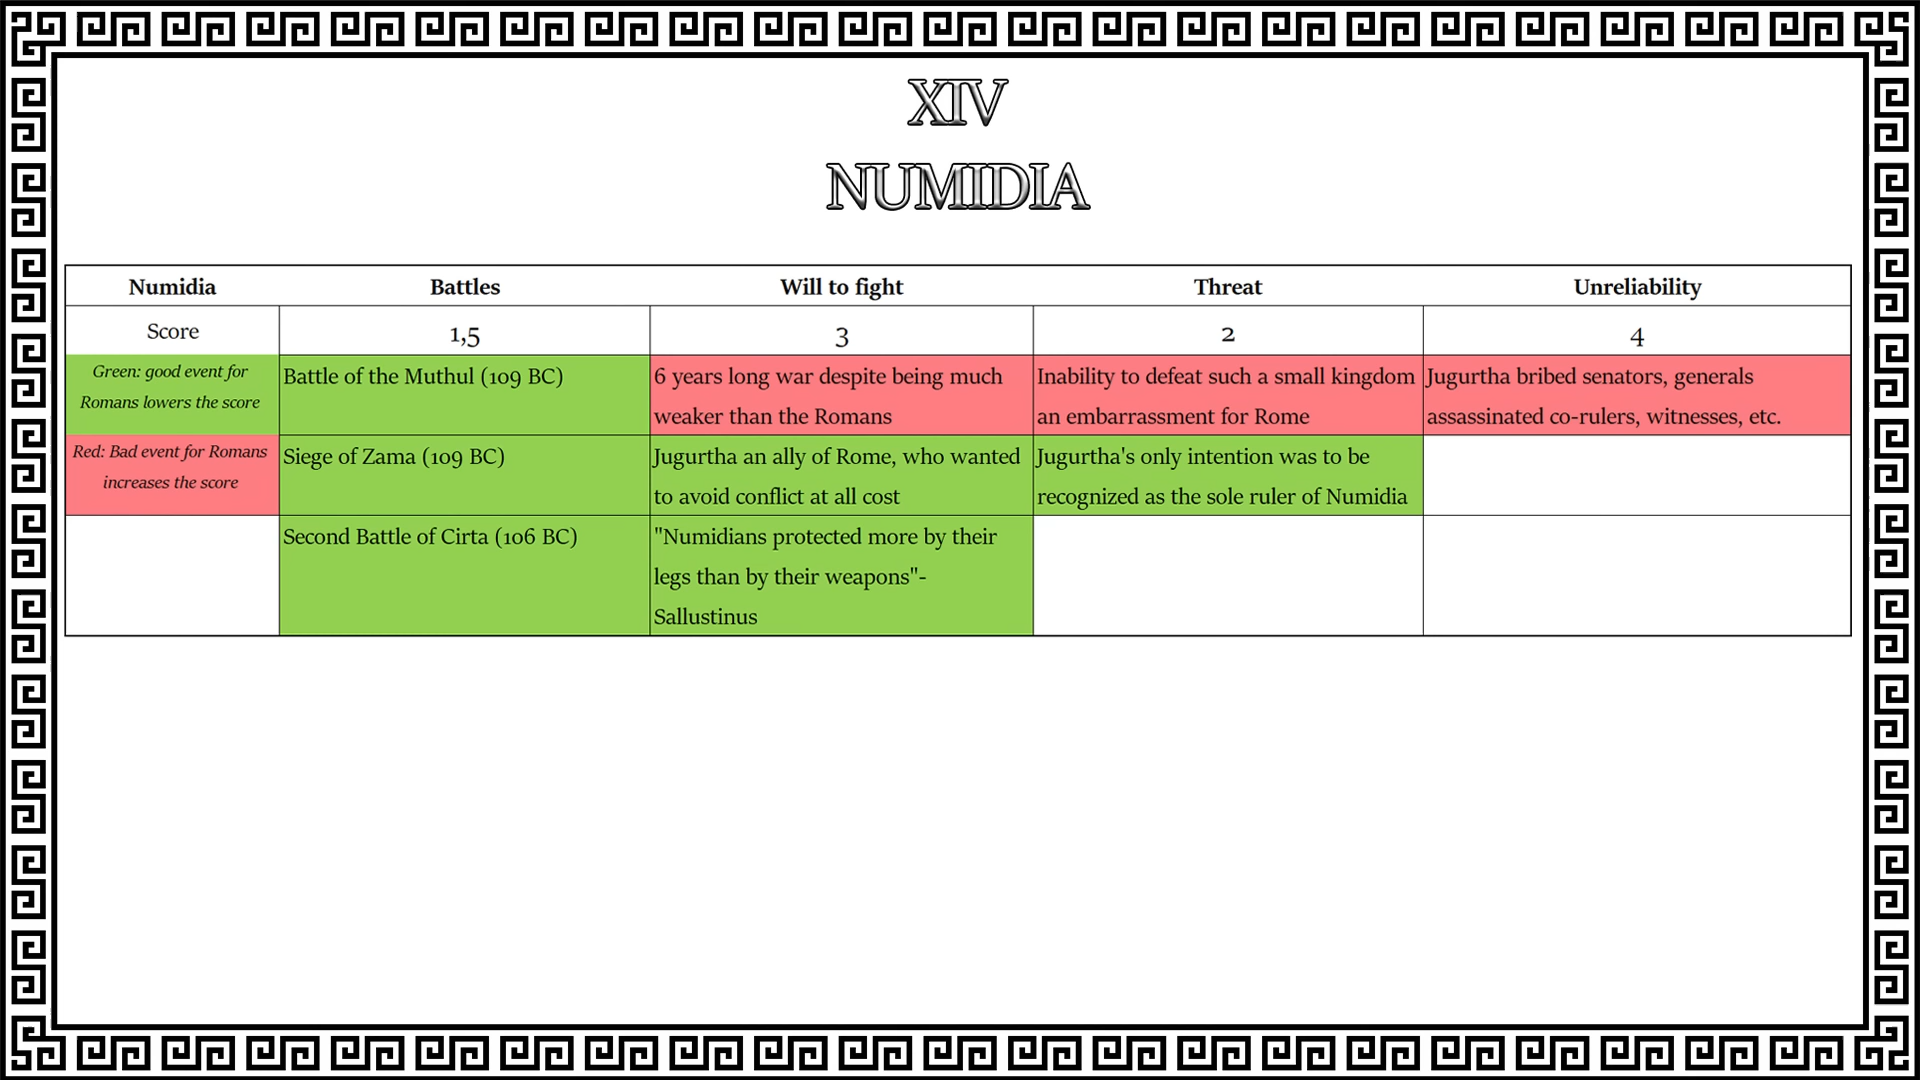 XIV
NUMIDIA
Numidia Battles Will to fight Threat Unreliability
Score 1,5 3 2 4
Green: good event for
Romans lowers the score
Battle of the Muthul (109 BC)
6 years long war despite being much
weaker than the Romans
Inability to defeat such a small kingdom
an embarrassment for Rome
Jugurtha bribed senators, generals
assassinated co-rulers, witnesses, etc.
Red: Bad event for Romans
increases the score
Siege of Zama (109 BC)
Jugurtha an ally of Rome, who wanted
to avoid conflict at all cost
Jugurtha's only intention was to be
recognized as the sole ruler of Numidia
Second Battle of Cirta (106 BC)
"Numidians protected more by their
legs than by their weapons"-
Sallustinus